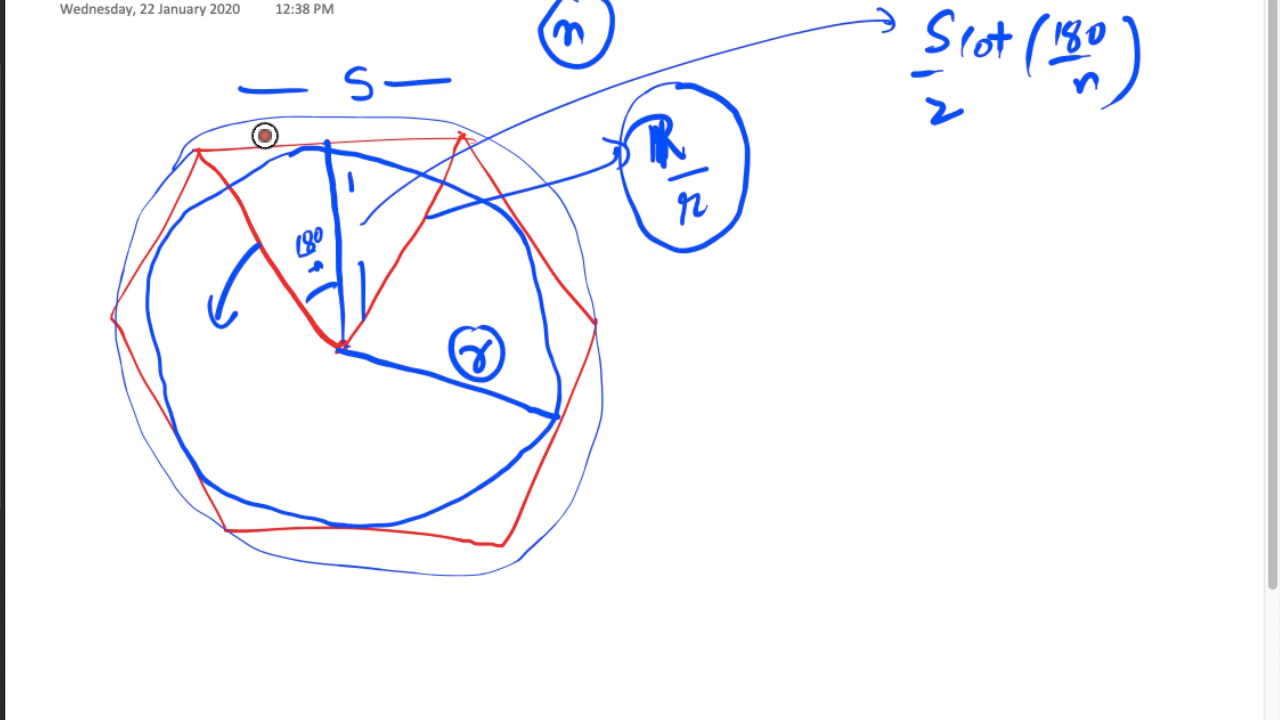 Wednesday, 22 January 2020 12:38 PM
n
S cot (180/n)
2
S
R
r
180
n
r